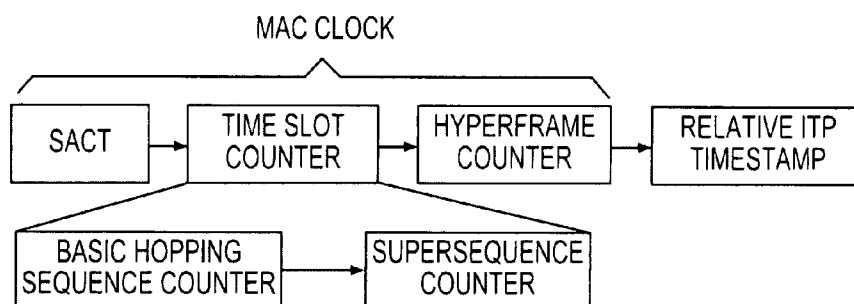 MAC CLOCK
SACT
TIME SLOT
COUNTER
HYPERFRAME
COUNTER
RELATIVE ITP
TIMESTAMP
BASIC HOPPING
SEQUENCE COUNTER
SUPERSEQUENCE
COUNTER